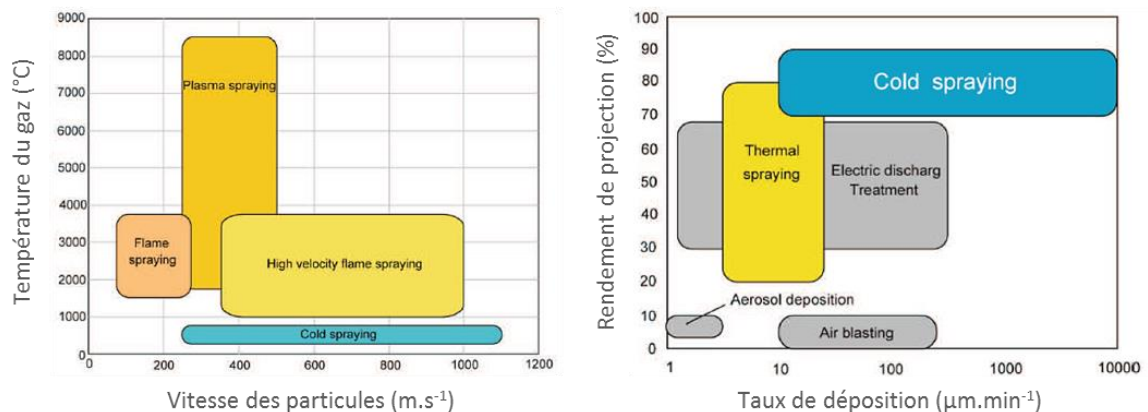 Température du gaz (°C)
9000
8000
7000
6000
5000
4000
3000
2000
1000
0
0
200
400
600
800
1000
1200
Plasma spraying
Flame
spraying
High velocity flame spraying
Cold spraying
Vitesse des particules (m.s⁻¹)
Rendement de projection (%)
100
90
80
70
60
50
40
30
20
10
0
1
10
100
1000
10000
Cold spraying
Thermal
spraying
Electric discharg
Treatment
Aerosol deposition
Air blasting
Taux de déposition (µm.min⁻¹)